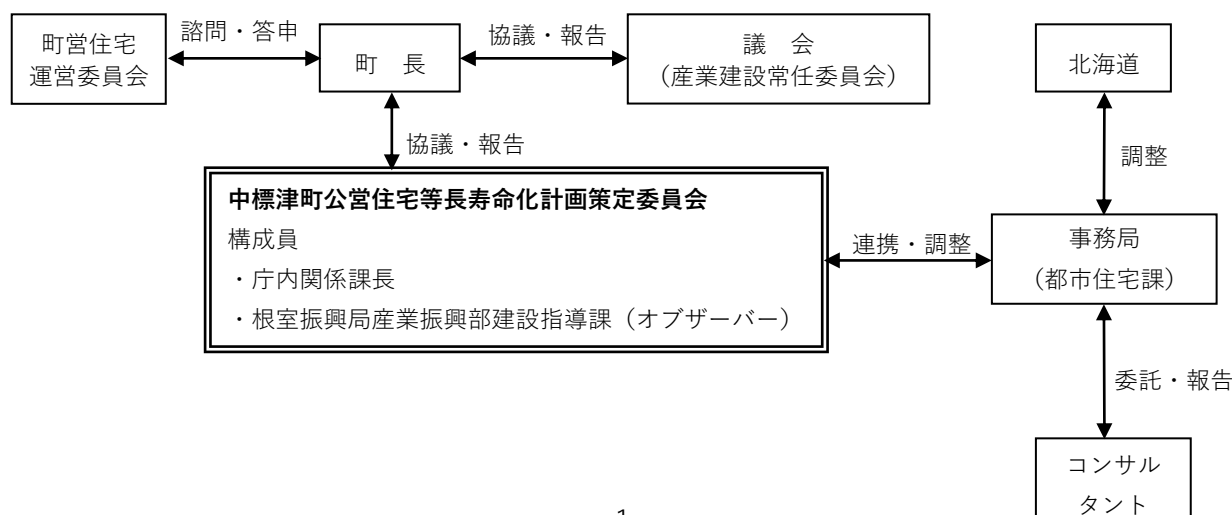 町営住宅
運営委員会
諮問・答申
町　長
協議・報告
議　会
（産業建設常任委員会）
北海道
協議・報告
調整
中標津町公営住宅等長寿命化計画策定委員会
構成員
・庁内関係課長
・根室振興局産業振興部建設指導課（オブザーバー）
連携・調整
事務局
（都市住宅課）
委託・報告
コンサル
タント
1